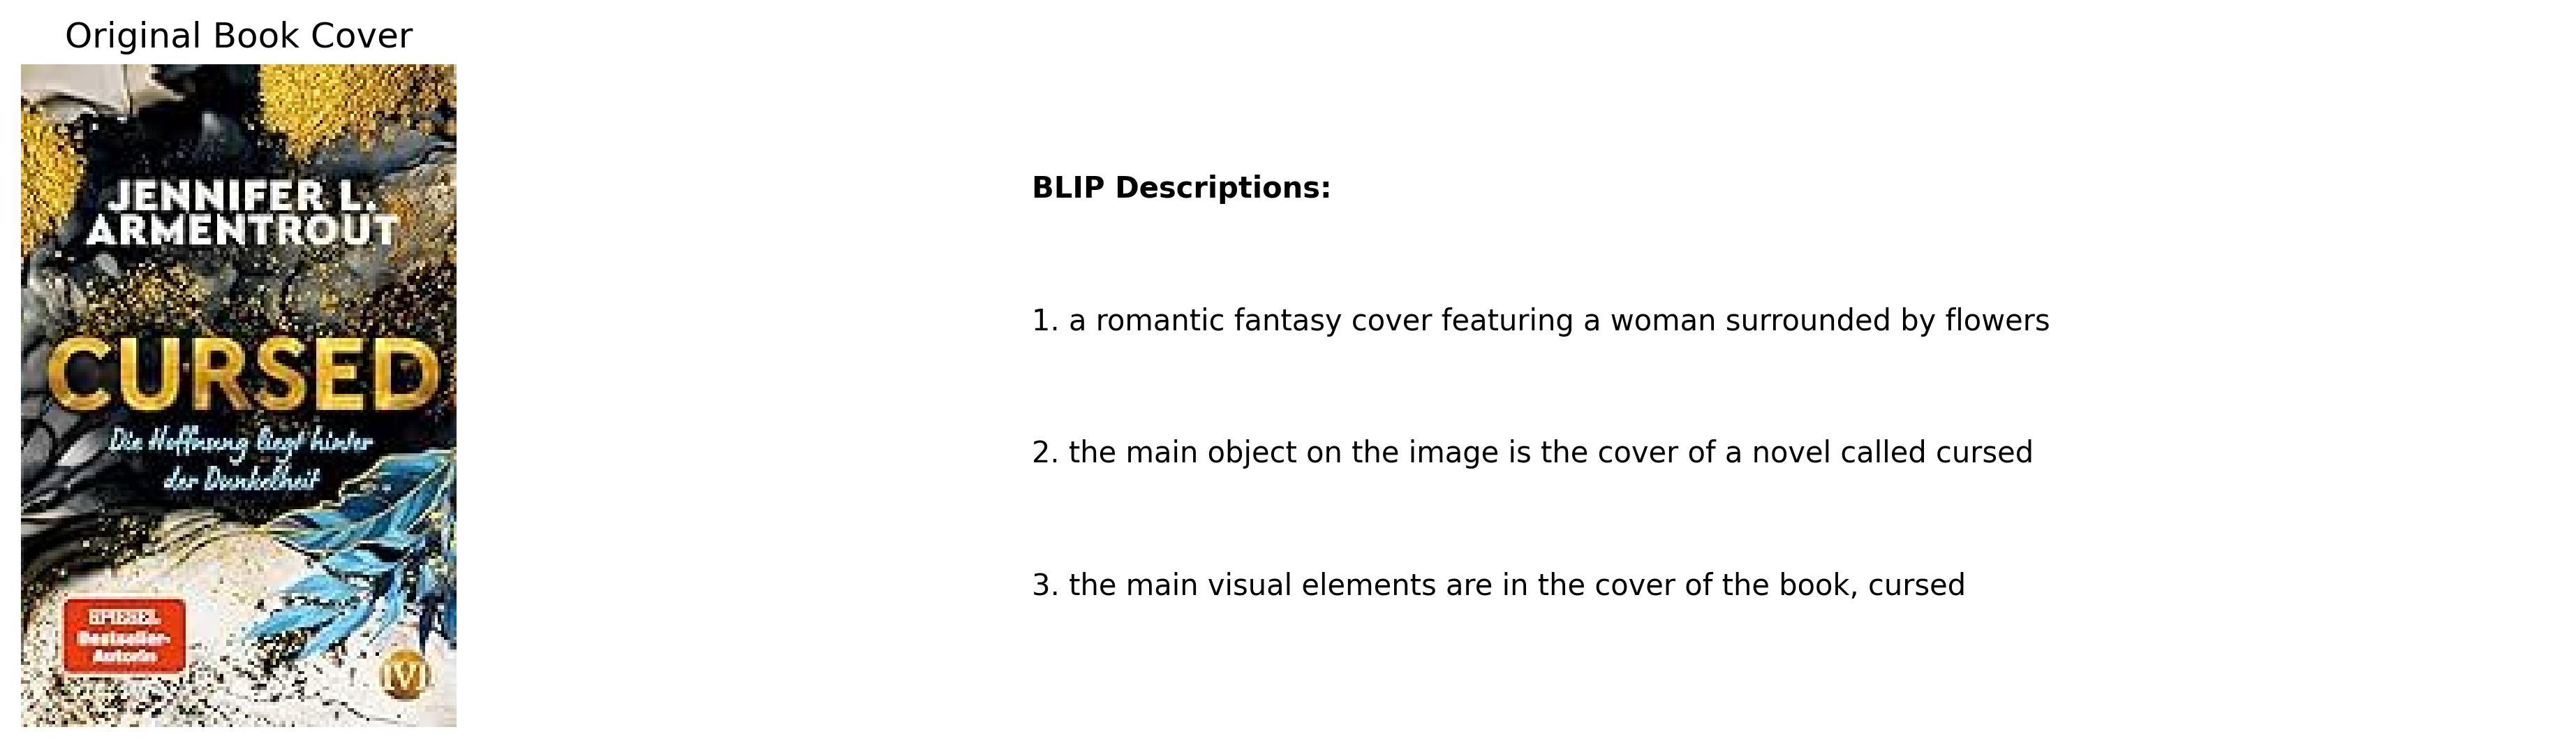 Original Book Cover
JENNIFER L.
ARMENTROUT
CURSED
Die Hoffnung liegt hinter
der Dunkelheit
SPIEGEL
Bestseller-
Autorin
IVI
BLIP Descriptions:
1. a romantic fantasy cover featuring a woman surrounded by flowers
2. the main object on the image is the cover of a novel called cursed
3. the main visual elements are in the cover of the book, cursed